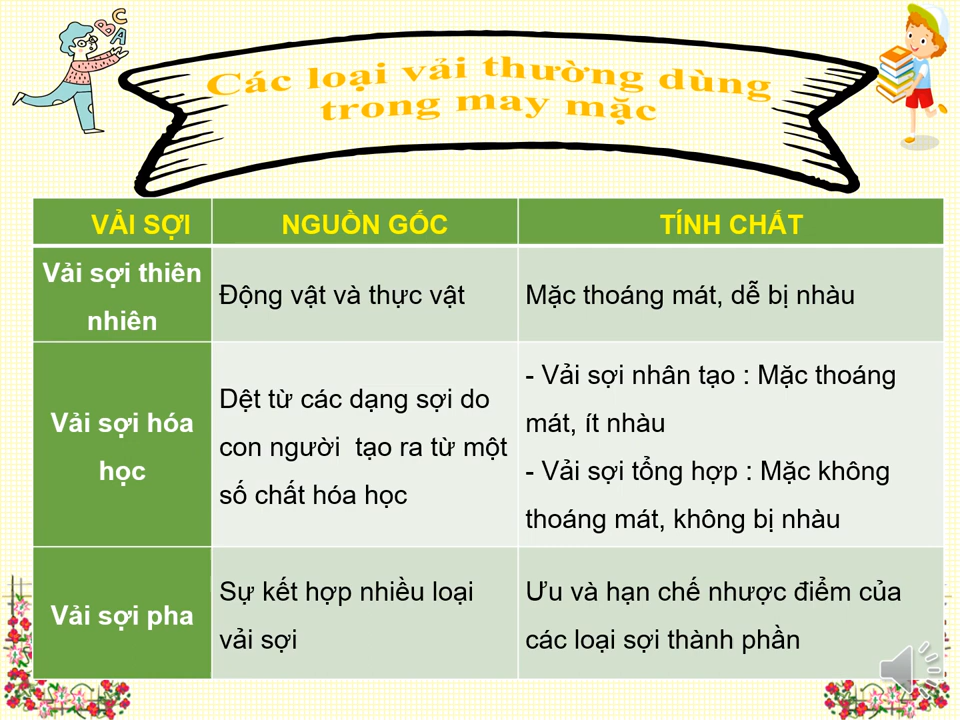 BCA
Các loại vải thường dùng
trong may mặc
VẢI SỢI
NGUỒN GỐC
TÍNH CHẤT
Vải sợi thiên
nhiên
Động vật và thực vật
Mặc thoáng mát, dễ bị nhàu
Vải sợi hóa
học
Dệt từ các dạng sợi do
con người tạo ra từ một
số chất hóa học
- Vải sợi nhân tạo : Mặc thoáng
mát, ít nhàu
- Vải sợi tổng hợp : Mặc không
thoáng mát, không bị nhàu
Vải sợi pha
Sự kết hợp nhiều loại
vải sợi
Ưu và hạn chế nhược điểm của
các loại sợi thành phần